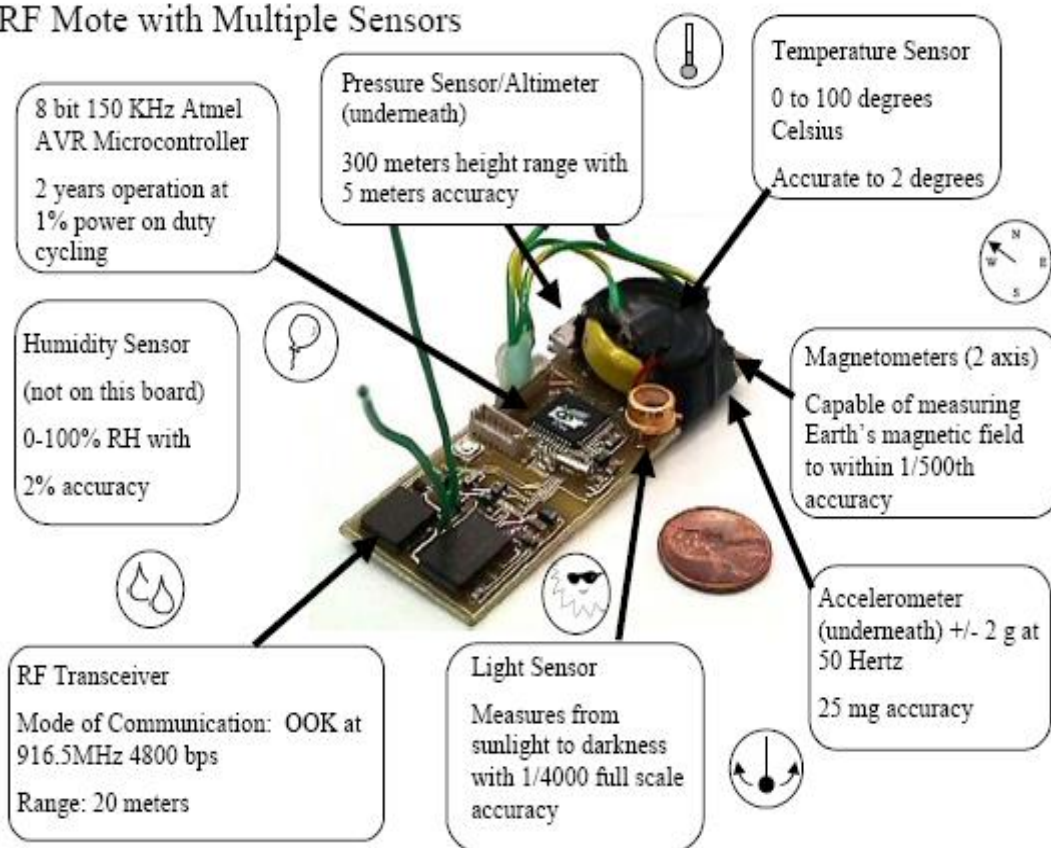 RF Mote with Multiple Sensors
8 bit 150 KHz Atmel
AVR Microcontroller
2 years operation at
1% power on duty
cycling
Pressure Sensor/Altimeter
(underneath)
300 meters height range with
5 meters accuracy
Temperature Sensor
0 to 100 degrees
Celsius
Accurate to 2 degrees
N
W
E
S
Humidity Sensor
(not on this board)
0-100% RH with
2% accuracy
Magnetometers (2 axis)
Capable of measuring
Earth's magnetic field
to within 1/500th
accuracy
Accelerometer
(underneath) +/- 2 g at
50 Hertz
25 mg accuracy
RF Transceiver
Mode of Communication:  OOK at
916.5MHz 4800 bps
Range: 20 meters
Light Sensor
Measures from
sunlight to darkness
with 1/4000 full scale
accuracy